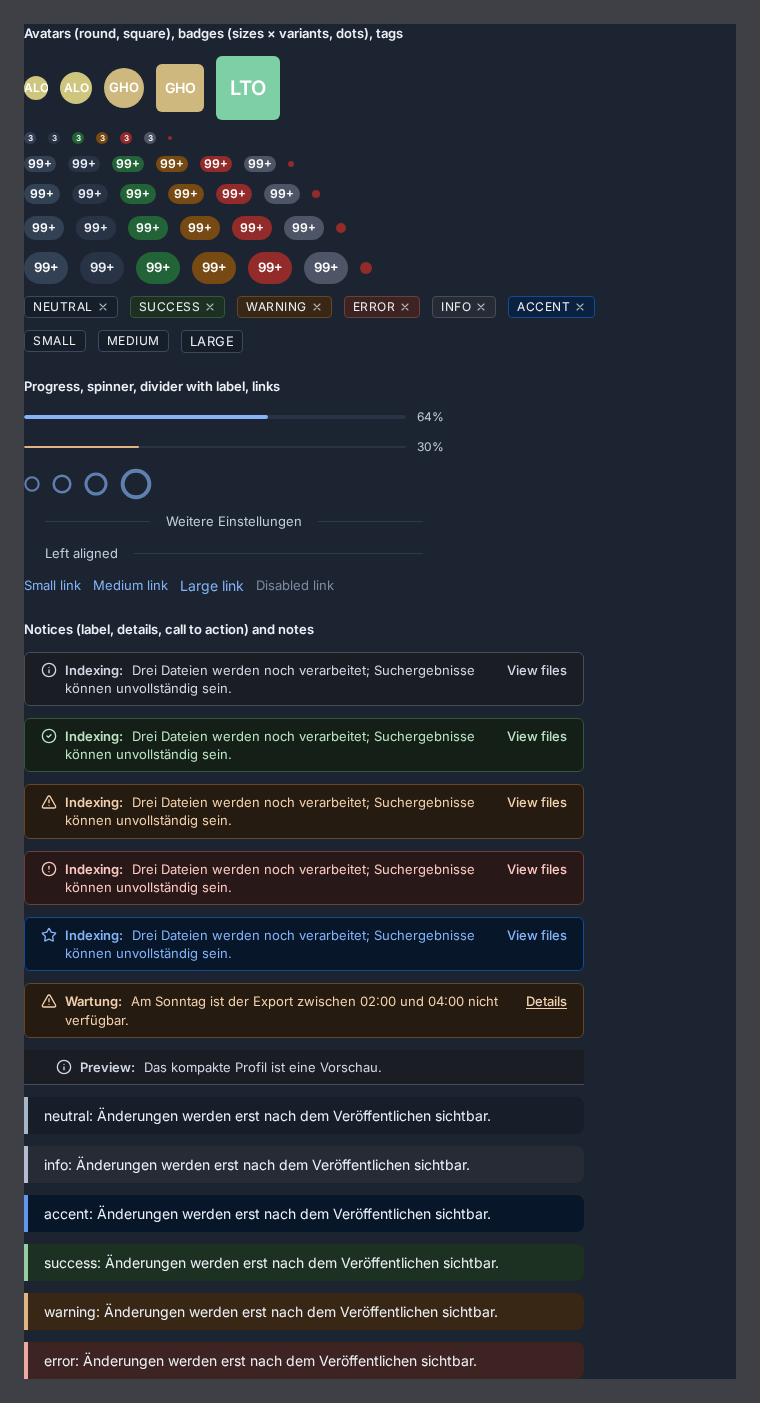 Avatars (round, square), badges (sizes × variants, dots), tags
ALO ALO GHO GHO LTO
3 3 3 3 3 3
99+ 99+ 99+ 99+ 99+ 99+
99+ 99+ 99+ 99+ 99+ 99+
99+ 99+ 99+ 99+ 99+ 99+
99+ 99+ 99+ 99+ 99+ 99+
NEUTRAL × SUCCESS × WARNING × ERROR × INFO × ACCENT ×
SMALL MEDIUM LARGE
Progress, spinner, divider with label, links
64%
30%
Weitere Einstellungen
Left aligned
Small link Medium link Large link Disabled link
Notices (label, details, call to action) and notes
Indexing: Drei Dateien werden noch verarbeitet; Suchergebnisse View files
können unvollständig sein.
Indexing: Drei Dateien werden noch verarbeitet; Suchergebnisse View files
können unvollständig sein.
Indexing: Drei Dateien werden noch verarbeitet; Suchergebnisse View files
können unvollständig sein.
Indexing: Drei Dateien werden noch verarbeitet; Suchergebnisse View files
können unvollständig sein.
Indexing: Drei Dateien werden noch verarbeitet; Suchergebnisse View files
können unvollständig sein.
Wartung: Am Sonntag ist der Export zwischen 02:00 und 04:00 nicht Details
verfügbar.
Preview: Das kompakte Profil ist eine Vorschau.
neutral: Änderungen werden erst nach dem Veröffentlichen sichtbar.
info: Änderungen werden erst nach dem Veröffentlichen sichtbar.
accent: Änderungen werden erst nach dem Veröffentlichen sichtbar.
success: Änderungen werden erst nach dem Veröffentlichen sichtbar.
warning: Änderungen werden erst nach dem Veröffentlichen sichtbar.
error: Änderungen werden erst nach dem Veröffentlichen sichtbar.